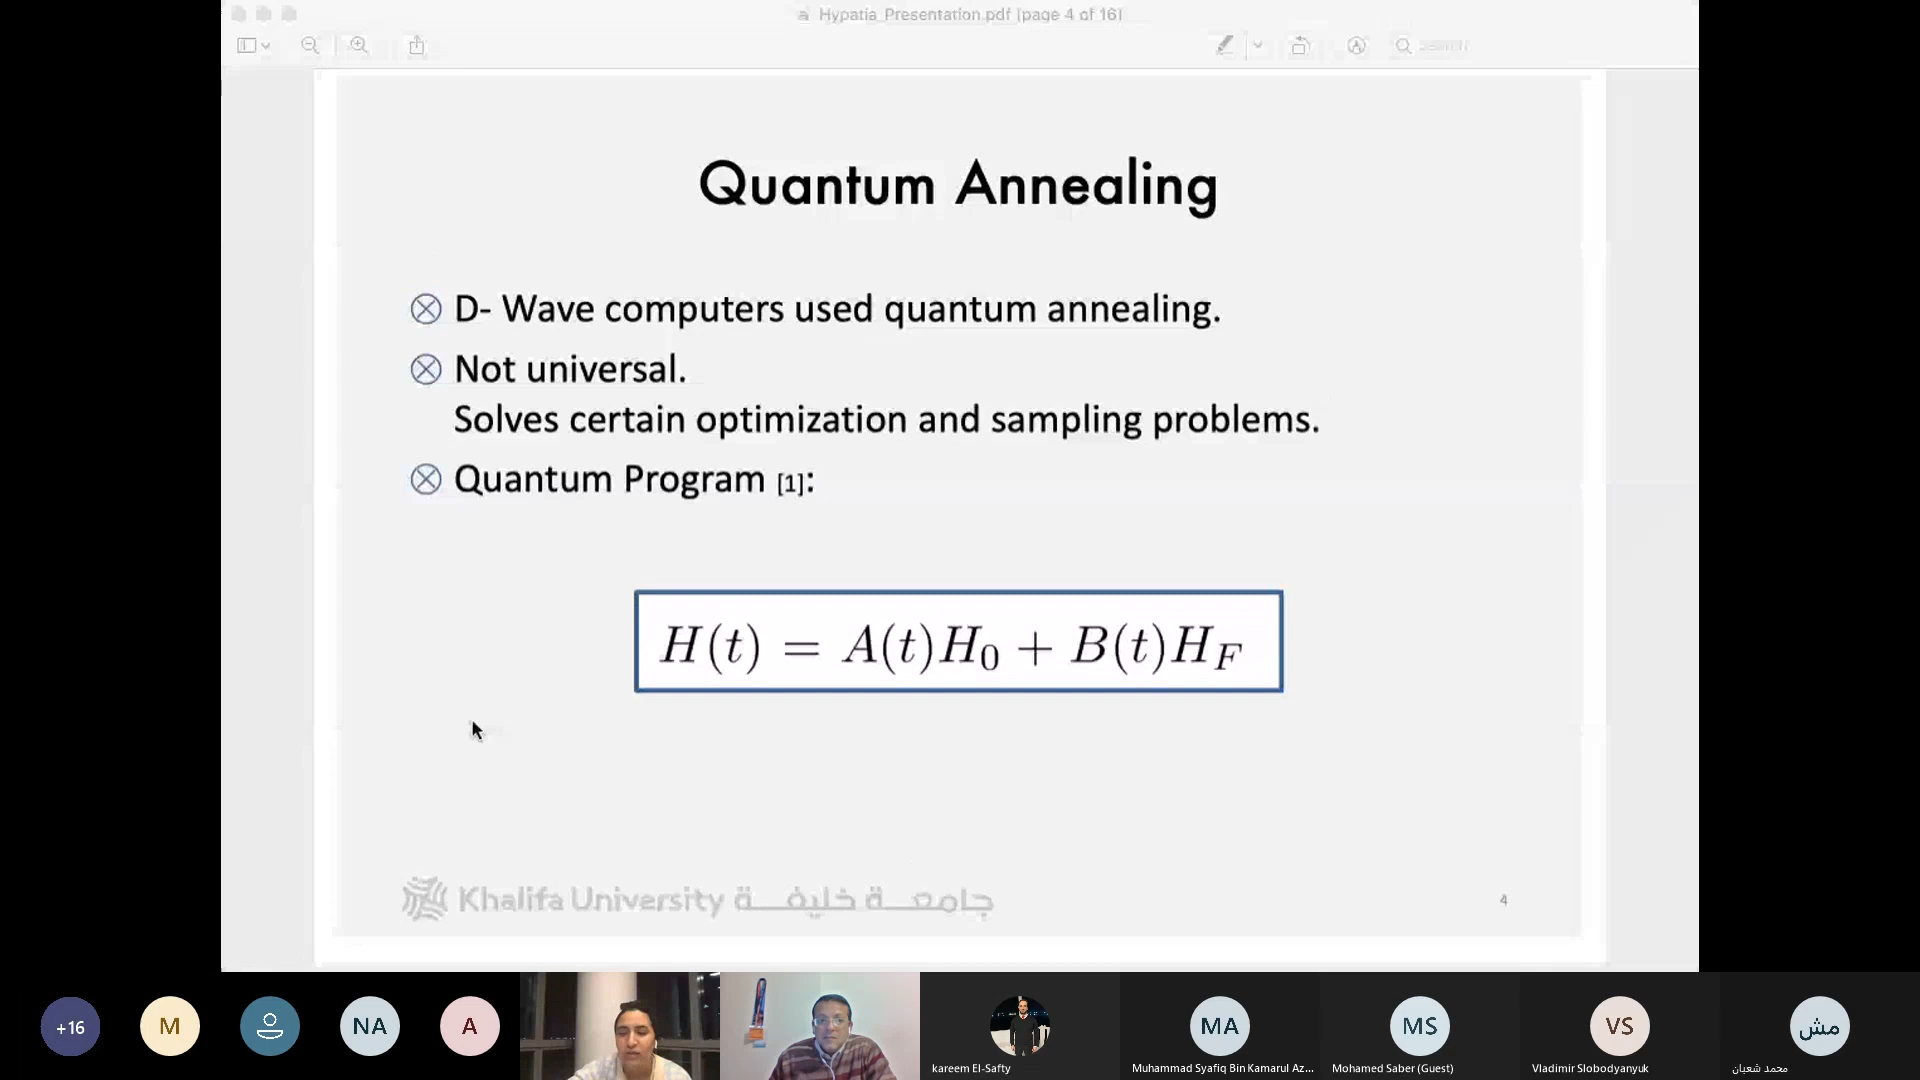 Hypatia_Presentation.pdf (page 4 of 16)
Search
Quantum Annealing
D- Wave computers used quantum annealing.
Not universal.
Solves certain optimization and sampling problems.
Quantum Program [1]:
H(t) = A(t)H₀ + B(t)H_F
Khalifa University جامعة خليفة
4
+16
M
NA
A
MA
MS
VS
مش
kareem El-Safty
Muhammad Syafiq Bin Kamarul Az...
Mohamed Saber (Guest)
Vladimir Slobodyanyuk
محمد شعبان